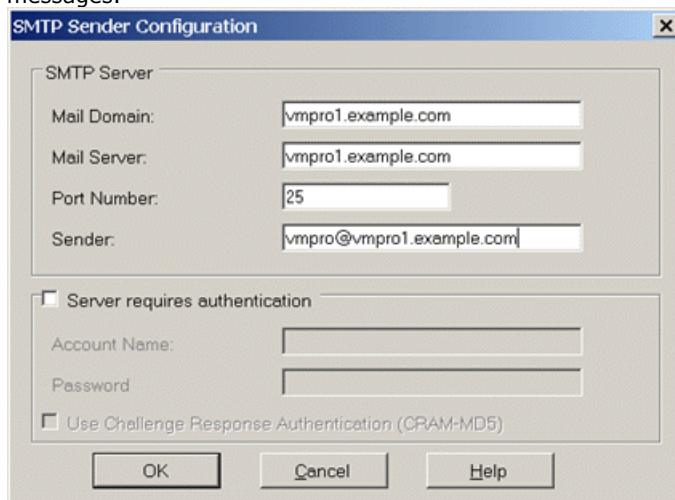 messages.
SMTP Sender Configuration
SMTP Server
Mail Domain: vmpro1.example.com
Mail Server: vmpro1.example.com
Port Number: 25
Sender: vmpro@vmpro1.example.com
Server requires authentication
Account Name:
Password
Use Challenge Response Authentication (CRAM-MD5)
OK Cancel Help